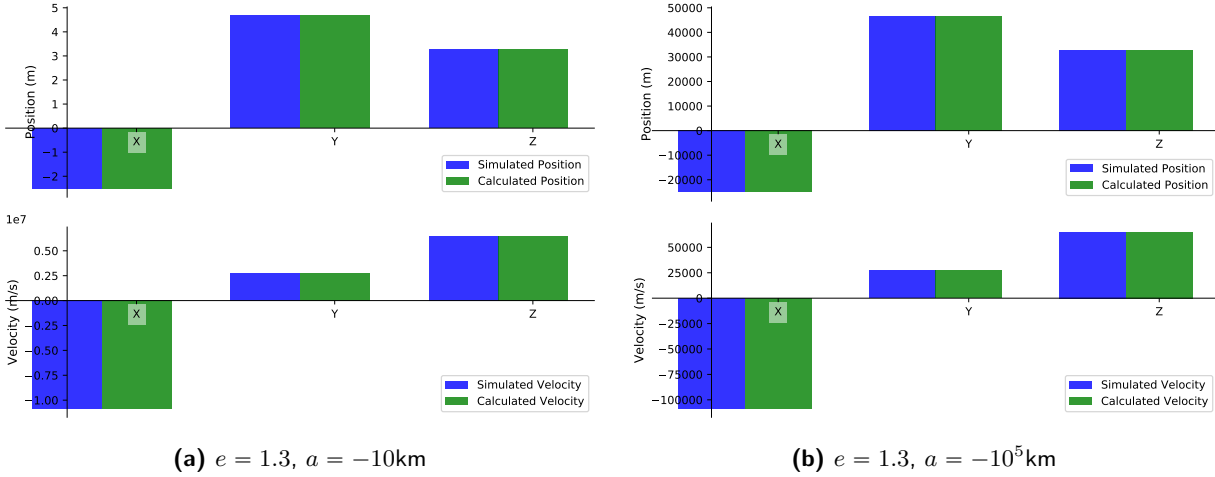 5
4
3
2
1
0
−1
−2
Position (m)
X
Y
Z
Simulated Position
Calculated Position
1e7
0.50
0.25
0.00
−0.25
−0.50
−0.75
−1.00
Velocity (m/s)
X
Y
Z
Simulated Velocity
Calculated Velocity
(a) e = 1.3, a = −10km
50000
40000
30000
20000
10000
0
−10000
−20000
Position (m)
X
Y
Z
Simulated Position
Calculated Position
50000
25000
0
−25000
−50000
−75000
−100000
Velocity (m/s)
X
Y
Z
Simulated Velocity
Calculated Velocity
(b) e = 1.3, a = −10⁵km